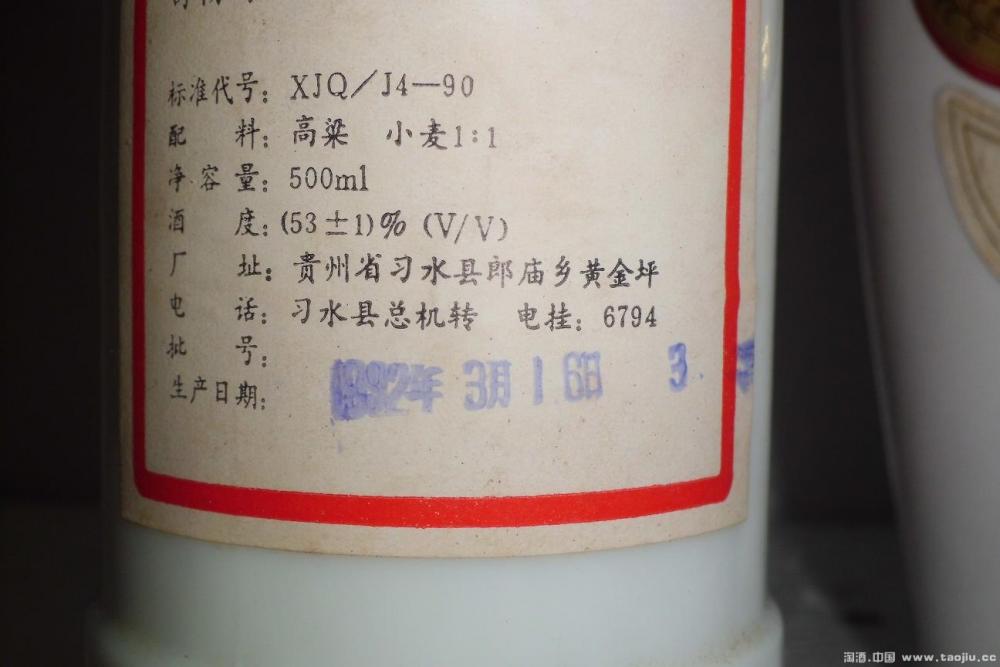 标准代号：XJQ／J4—90
配　料：高粱　小麦1：1
净容量：500ml
酒　度：(53±1)% (V/V)
厂　址：贵州省习水县郎庙乡黄金坪
电　话：习水县总机转　电挂：6794
批　号：
生产日期：1992年 3月 16日 3.
淘酒.中国 www.taojiu.cc